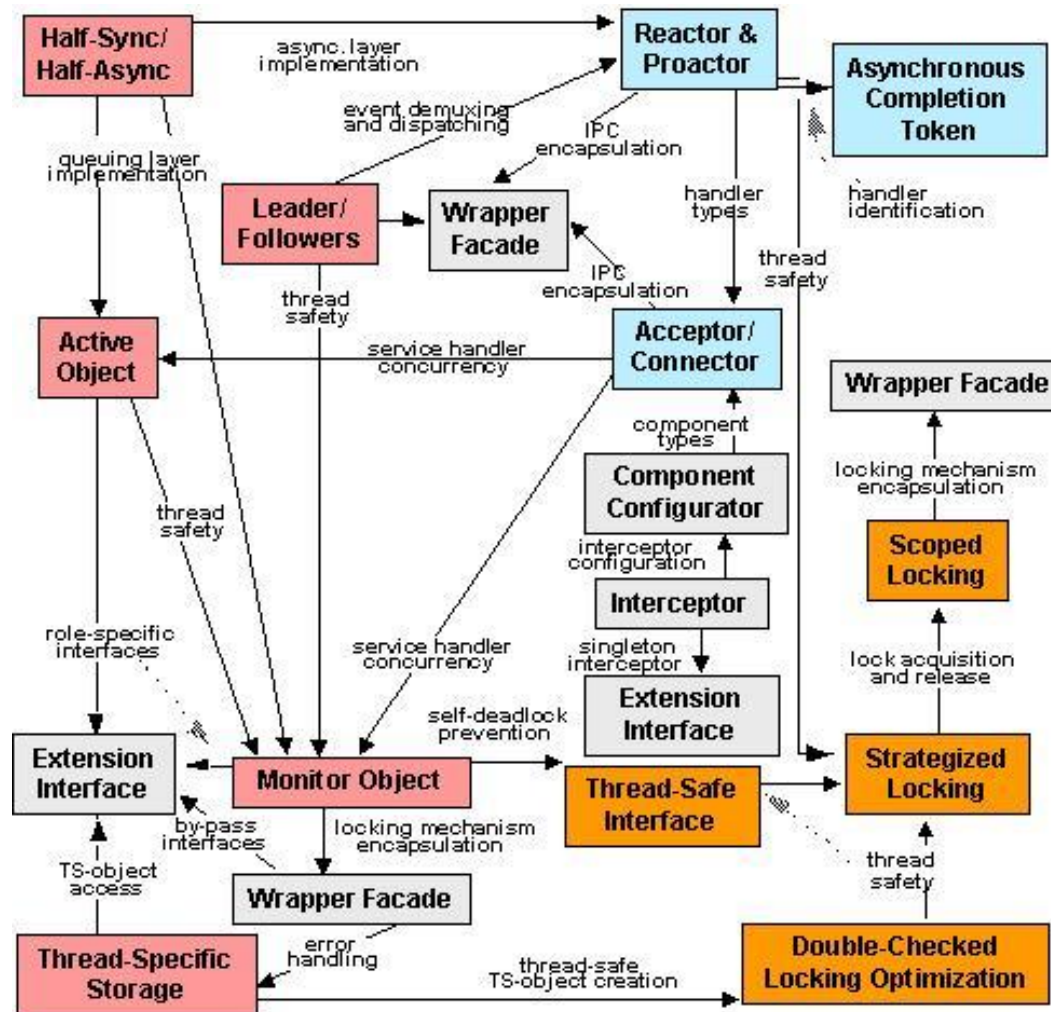 Half-Sync/
Half-Async
async. layer
implementation
Reactor &
Proactor
Asynchronous
Completion
Token
event demuxing
and dispatching
IPC
encapsulation
queuing layer
implementation
Leader/
Followers
Wrapper
Facade
handler
types
handler
identification
thread
safety
thread
safety
IPC
encapsulation
Active
Object
service handler
concurrency
Acceptor/
Connector
Wrapper Facade
component
types
locking mechanism
encapsulation
Component
Configurator
thread
safety
interceptor
configuration
Scoped
Locking
Interceptor
role-specific
interfaces
service handler
concurrency
singleton
interceptor
lock acquisition
and release
Extension
Interface
self-deadlock
prevention
Extension
Interface
Monitor Object
Thread-Safe
Interface
Strategized
Locking
by-pass
interfaces
locking mechanism
encapsulation
TS-object
access
thread
safety
Wrapper Facade
error
handling
Thread-Specific
Storage
thread-safe
TS-object creation
Double-Checked
Locking Optimization